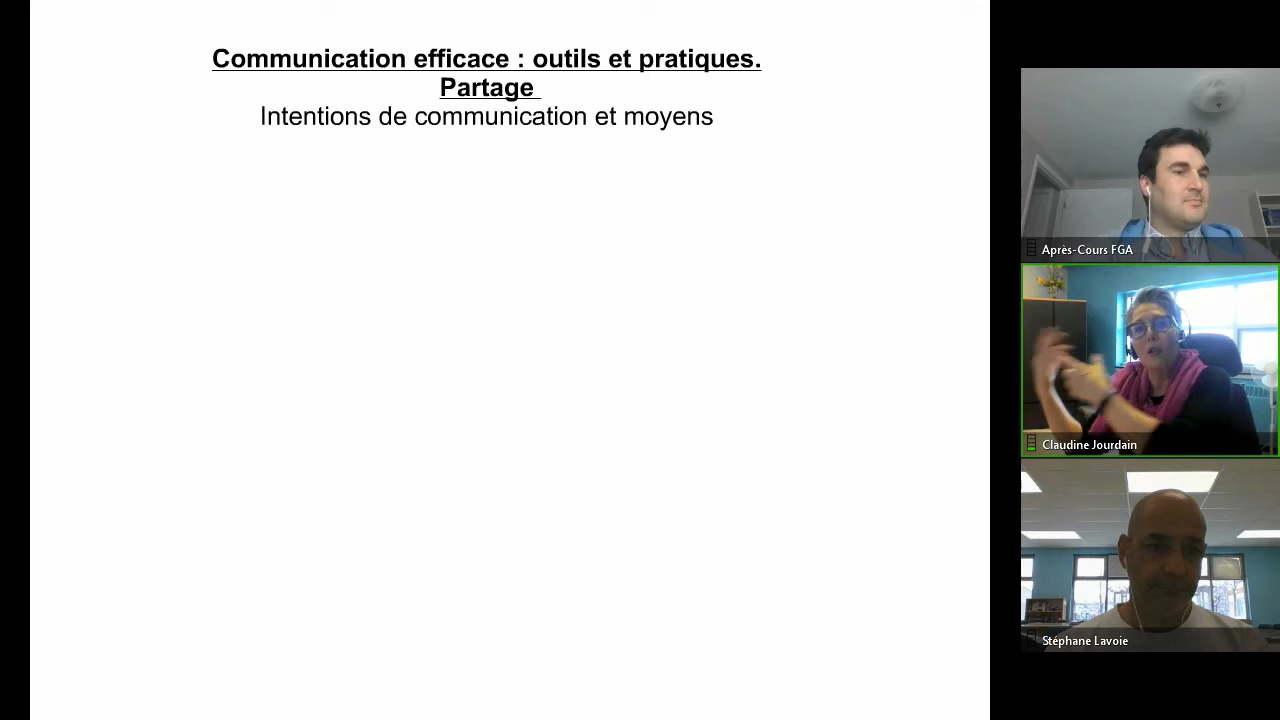 Communication efficace : outils et pratiques.
Partage
Intentions de communication et moyens
Après-Cours FGA
Claudine Jourdain
Stéphane Lavoie